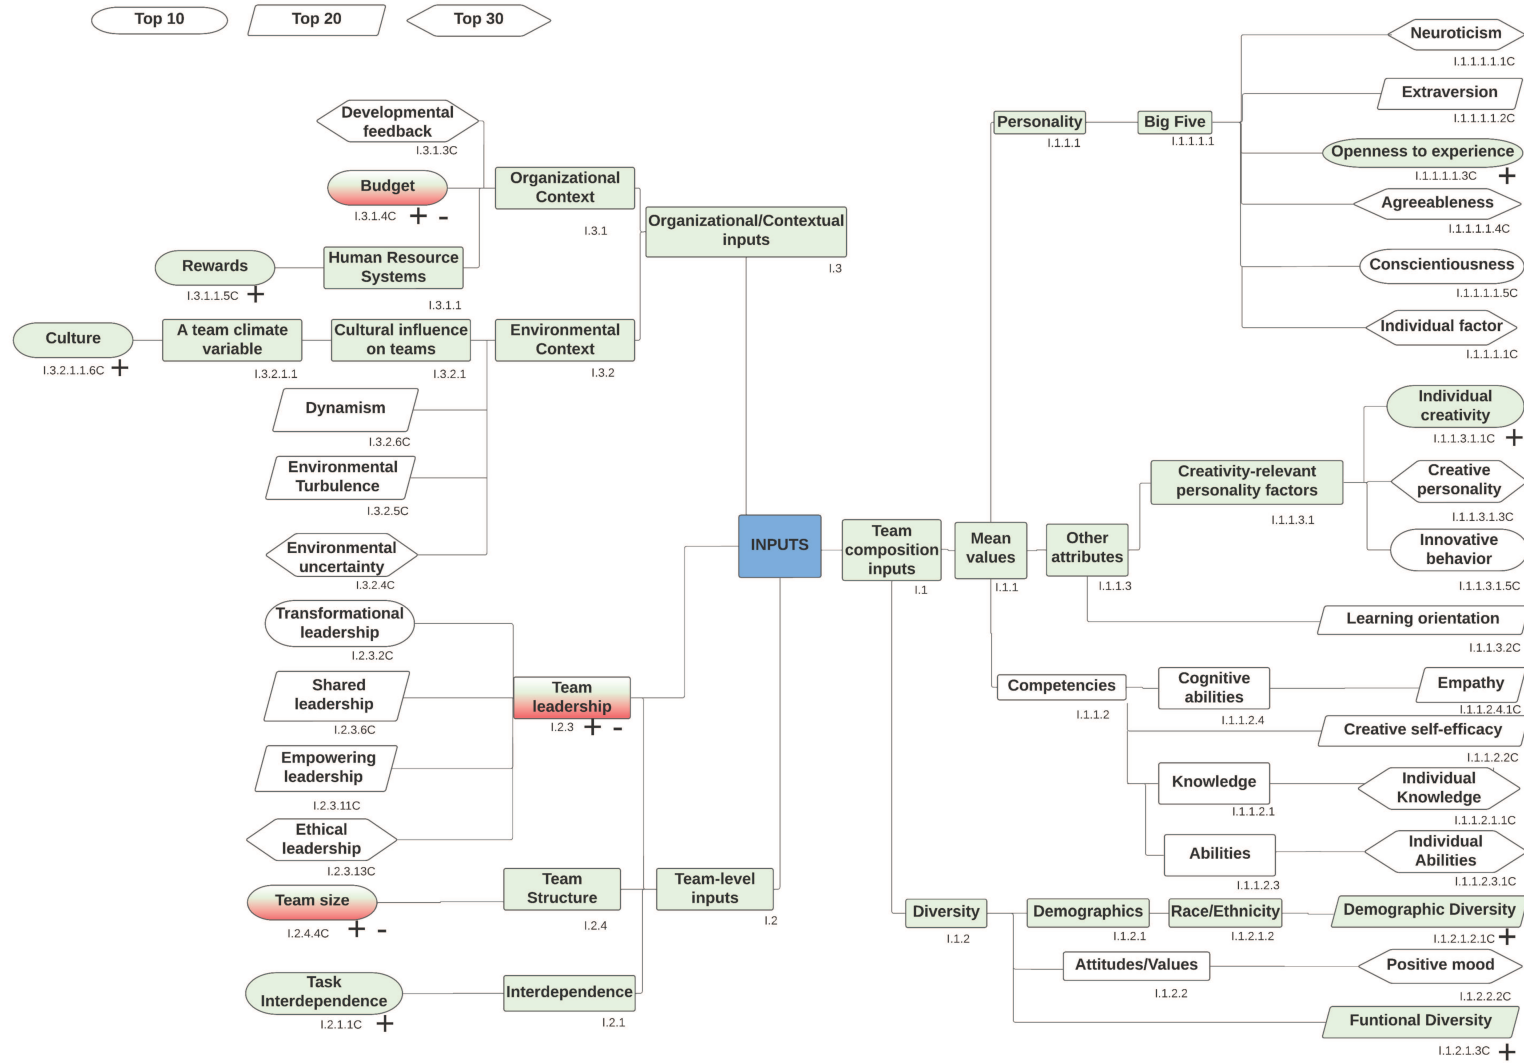 Top 10
Top 20
Top 30
Developmental
feedback
I.3.1.3C
Budget
I.3.1.4C + -
Organizational
Context
I.3.1
Organizational/Contextual
inputs
I.3
Rewards
I.3.1.1.5C +
Human Resource
Systems
I.3.1.1
Culture
I.3.2.1.1.6C +
A team climate
variable
I.3.2.1.1
Cultural influence
on teams
I.3.2.1
Environmental
Context
I.3.2
Dynamism
I.3.2.6C
Environmental
Turbulence
I.3.2.5C
Environmental
uncertainty
I.3.2.4C
Transformational
leadership
I.2.3.2C
Shared
leadership
I.2.3.6C
Team
leadership
I.2.3 + -
Empowering
leadership
I.2.3.11C
Ethical
leadership
I.2.3.13C
Team size
I.2.4.4C + -
Team
Structure
I.2.4
Team-level
inputs
I.2
Task
Interdependence
I.2.1.1C +
Interdependence
I.2.1
INPUTS
Team
composition
inputs
I.1
Mean
values
I.1.1
Personality
I.1.1.1
Big Five
I.1.1.1.1
Neuroticism
I.1.1.1.1.1C
Extraversion
I.1.1.1.1.2C
Openness to experience
I.1.1.1.1.3C +
Agreeableness
I.1.1.1.1.4C
Conscientiousness
I.1.1.1.1.5C
Individual factor
I.1.1.1.1C
Other
attributes
I.1.1.3
Creativity-relevant
personality factors
I.1.1.3.1
Individual
creativity
I.1.1.3.1.1C +
Creative
personality
I.1.1.3.1.3C
Innovative
behavior
I.1.1.3.1.5C
Learning orientation
I.1.1.3.2C
Competencies
I.1.1.2
Cognitive
abilities
I.1.1.2.4
Empathy
I.1.1.2.4.1C
Creative self-efficacy
I.1.1.2.2C
Knowledge
I.1.1.2.1
Individual
Knowledge
I.1.1.2.1.1C
Abilities
I.1.1.2.3
Individual
Abilities
I.1.1.2.3.1C
Diversity
I.1.2
Demographics
I.1.2.1
Race/Ethnicity
I.1.2.1.2
Demographic Diversity
I.1.2.1.2.1C +
Attitudes/Values
I.1.2.2
Positive mood
I.1.2.2.2C
Funtional Diversity
I.1.2.1.3C +